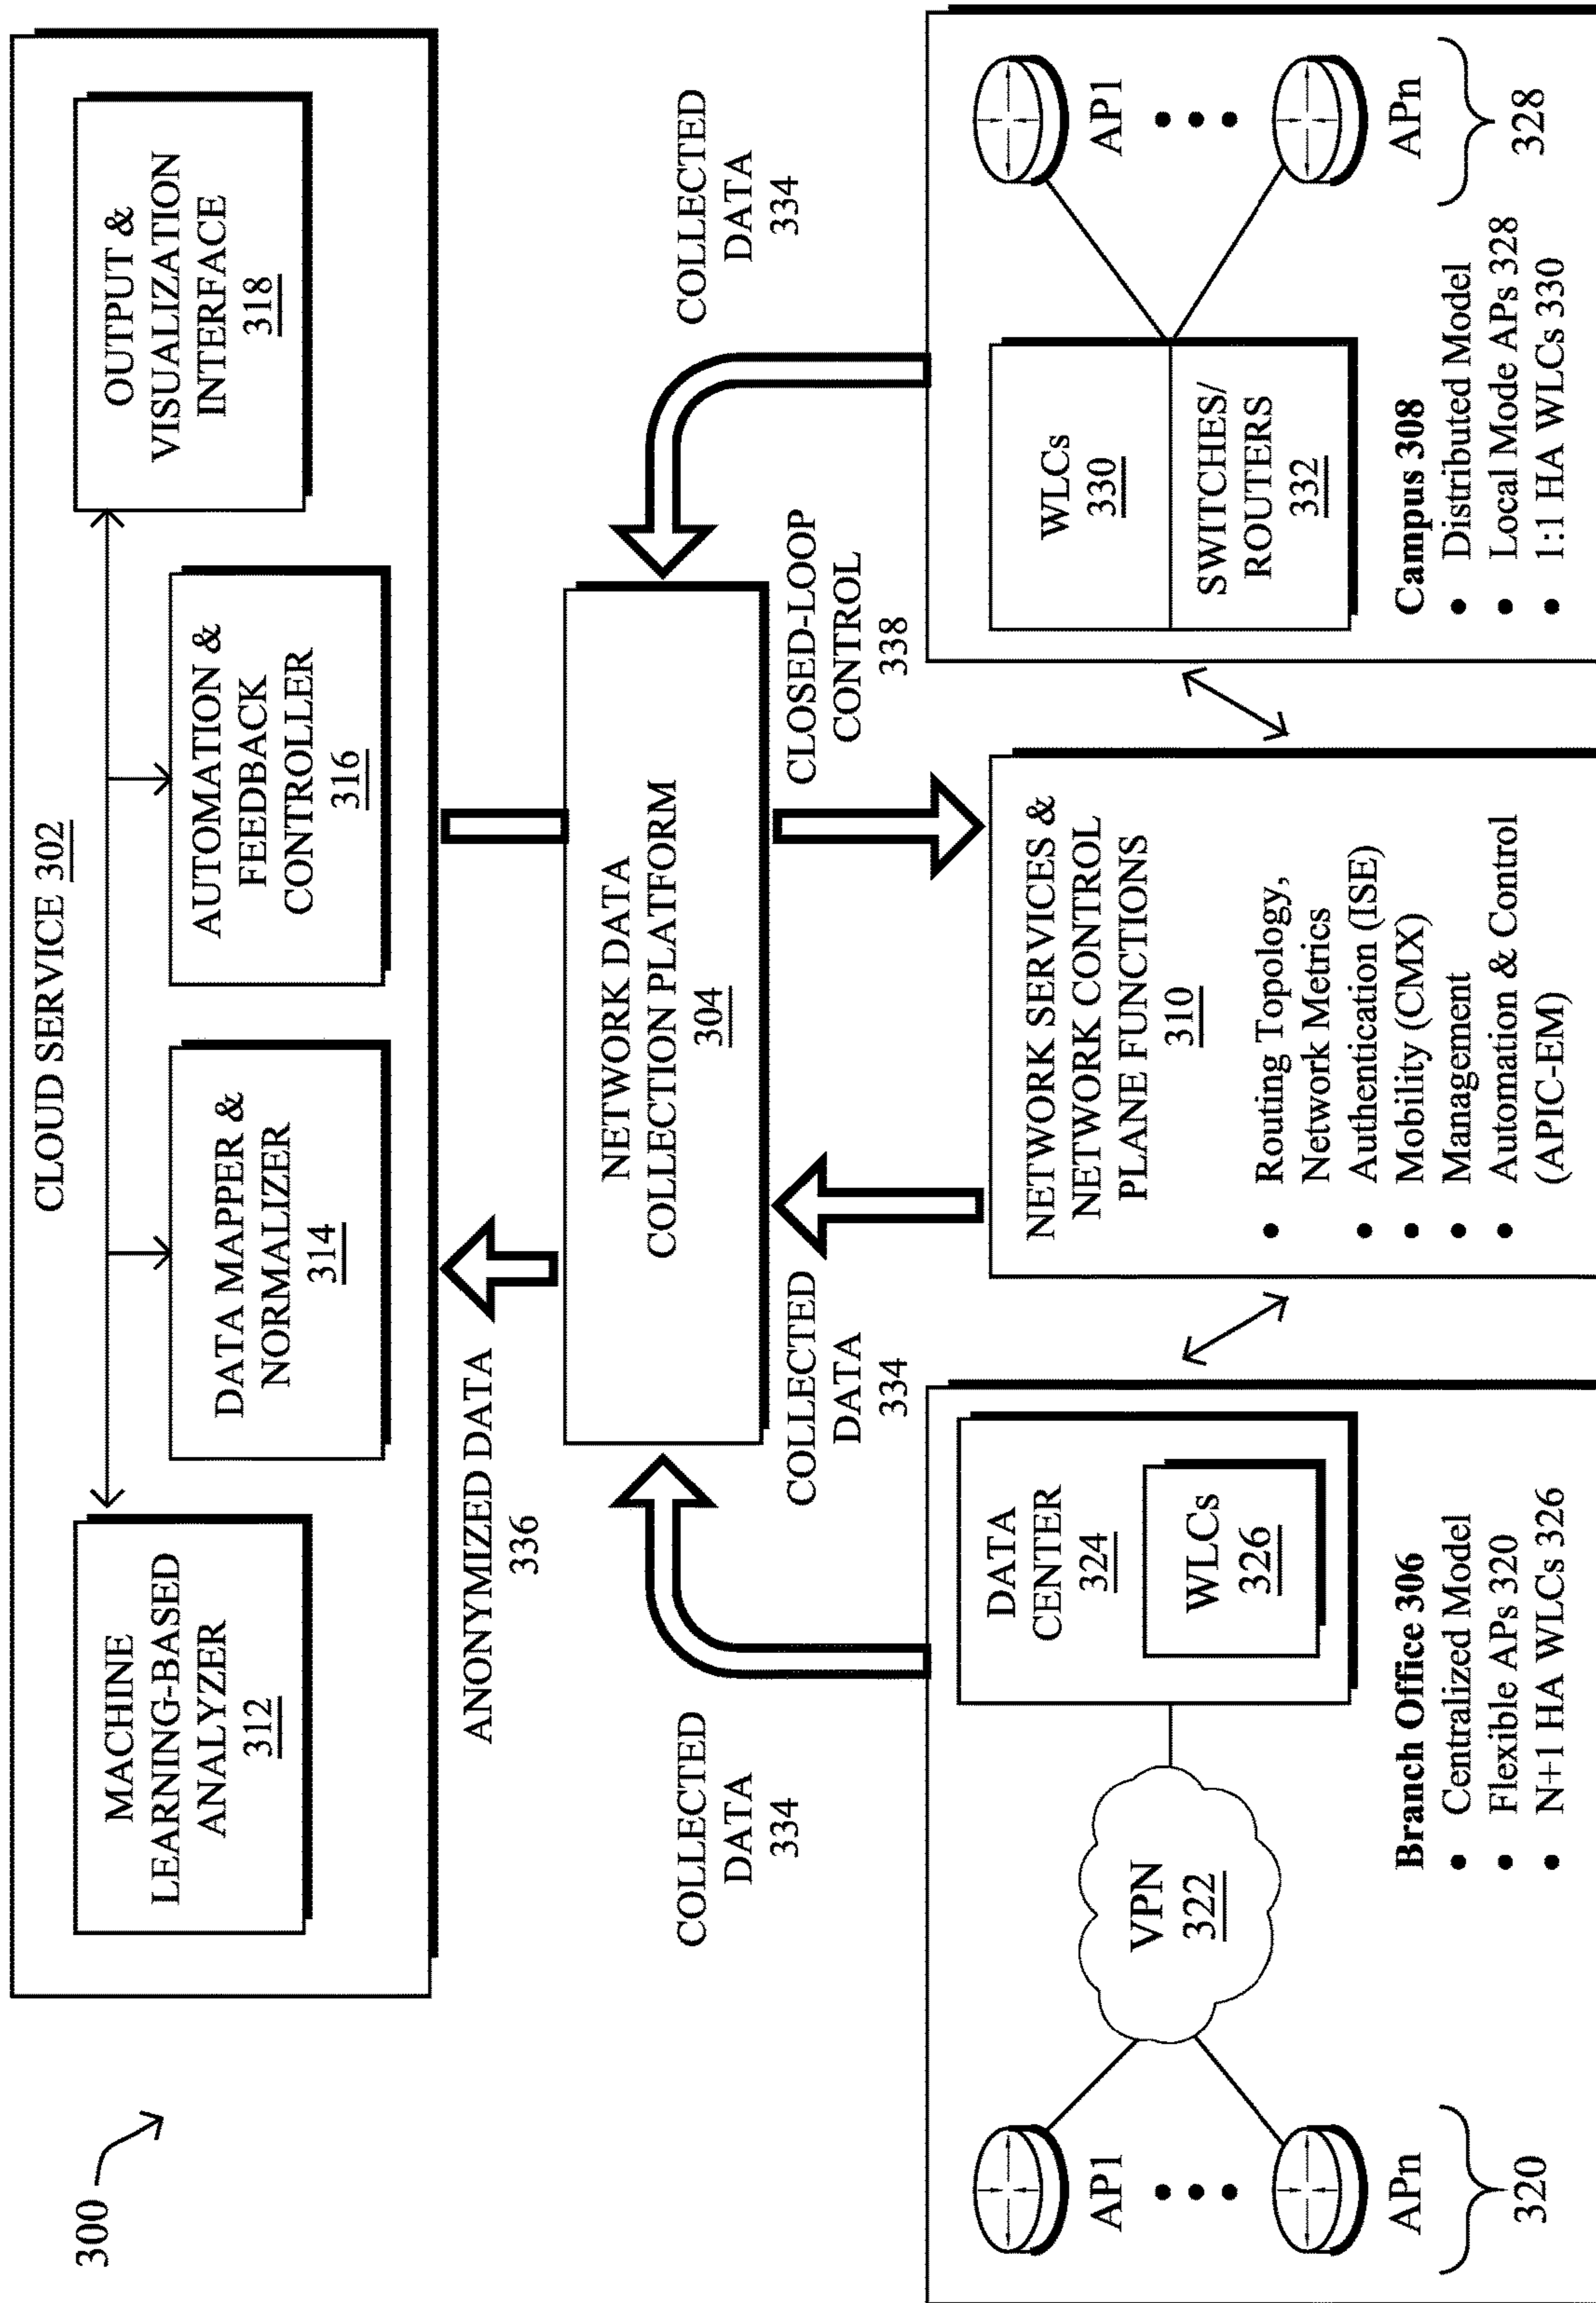 300
CLOUD SERVICE 302
MACHINE
LEARNING-BASED
ANALYZER
312
DATA MAPPER &
NORMALIZER
314
AUTOMATION &
FEEDBACK
CONTROLLER
316
OUTPUT &
VISUALIZATION
INTERFACE
318
ANONYMIZED DATA
336
COLLECTED
DATA
334
NETWORK DATA
COLLECTION PLATFORM
304
COLLECTED
DATA
334
COLLECTED
DATA
334
CLOSED-LOOP
CONTROL
338
AP1
APn
320
VPN
322
DATA
CENTER
324
WLCs
326
Branch Office 306
• Centralized Model
• Flexible APs 320
• N+1 HA WLCs 326
NETWORK SERVICES &
NETWORK CONTROL
PLANE FUNCTIONS
310
• Routing Topology,
Network Metrics
• Authentication (ISE)
• Mobility (CMX)
• Management
• Automation & Control
(APIC-EM)
WLCs
330
SWITCHES/
ROUTERS
332
AP1
APn
328
Campus 308
• Distributed Model
• Local Mode APs 328
• 1:1 HA WLCs 330